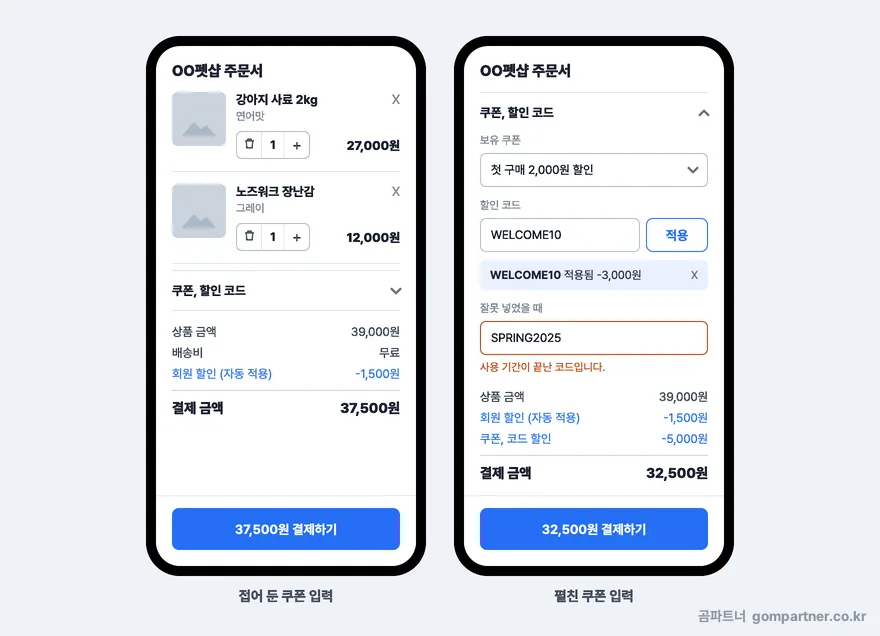 OO펫샵 주문서
강아지 사료 2kg X
연어맛
1 + 27,000원
노즈워크 장난감 X
그레이
1 + 12,000원
쿠폰, 할인 코드
상품 금액 39,000원
배송비 무료
회원 할인 (자동 적용) -1,500원
결제 금액 37,500원
37,500원 결제하기
접어 둔 쿠폰 입력
OO펫샵 주문서
쿠폰, 할인 코드
보유 쿠폰
첫 구매 2,000원 할인
할인 코드
WELCOME10 적용
WELCOME10 적용됨 -3,000원 X
잘못 넣었을 때
SPRING2025
사용 기간이 끝난 코드입니다.
상품 금액 39,000원
회원 할인 (자동 적용) -1,500원
쿠폰, 코드 할인 -5,000원
결제 금액 32,500원
32,500원 결제하기
펼친 쿠폰 입력
곰파트너 gompartner.co.kr